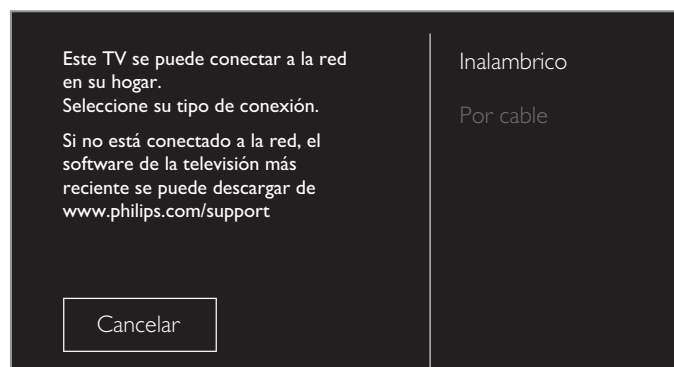 Este TV se puede conectar a la red
en su hogar.
Seleccione su tipo de conexión.
Si no está conectado a la red, el
software de la televisión más
reciente se puede descargar de
www.philips.com/support
Cancelar
Inalambrico
Por cable